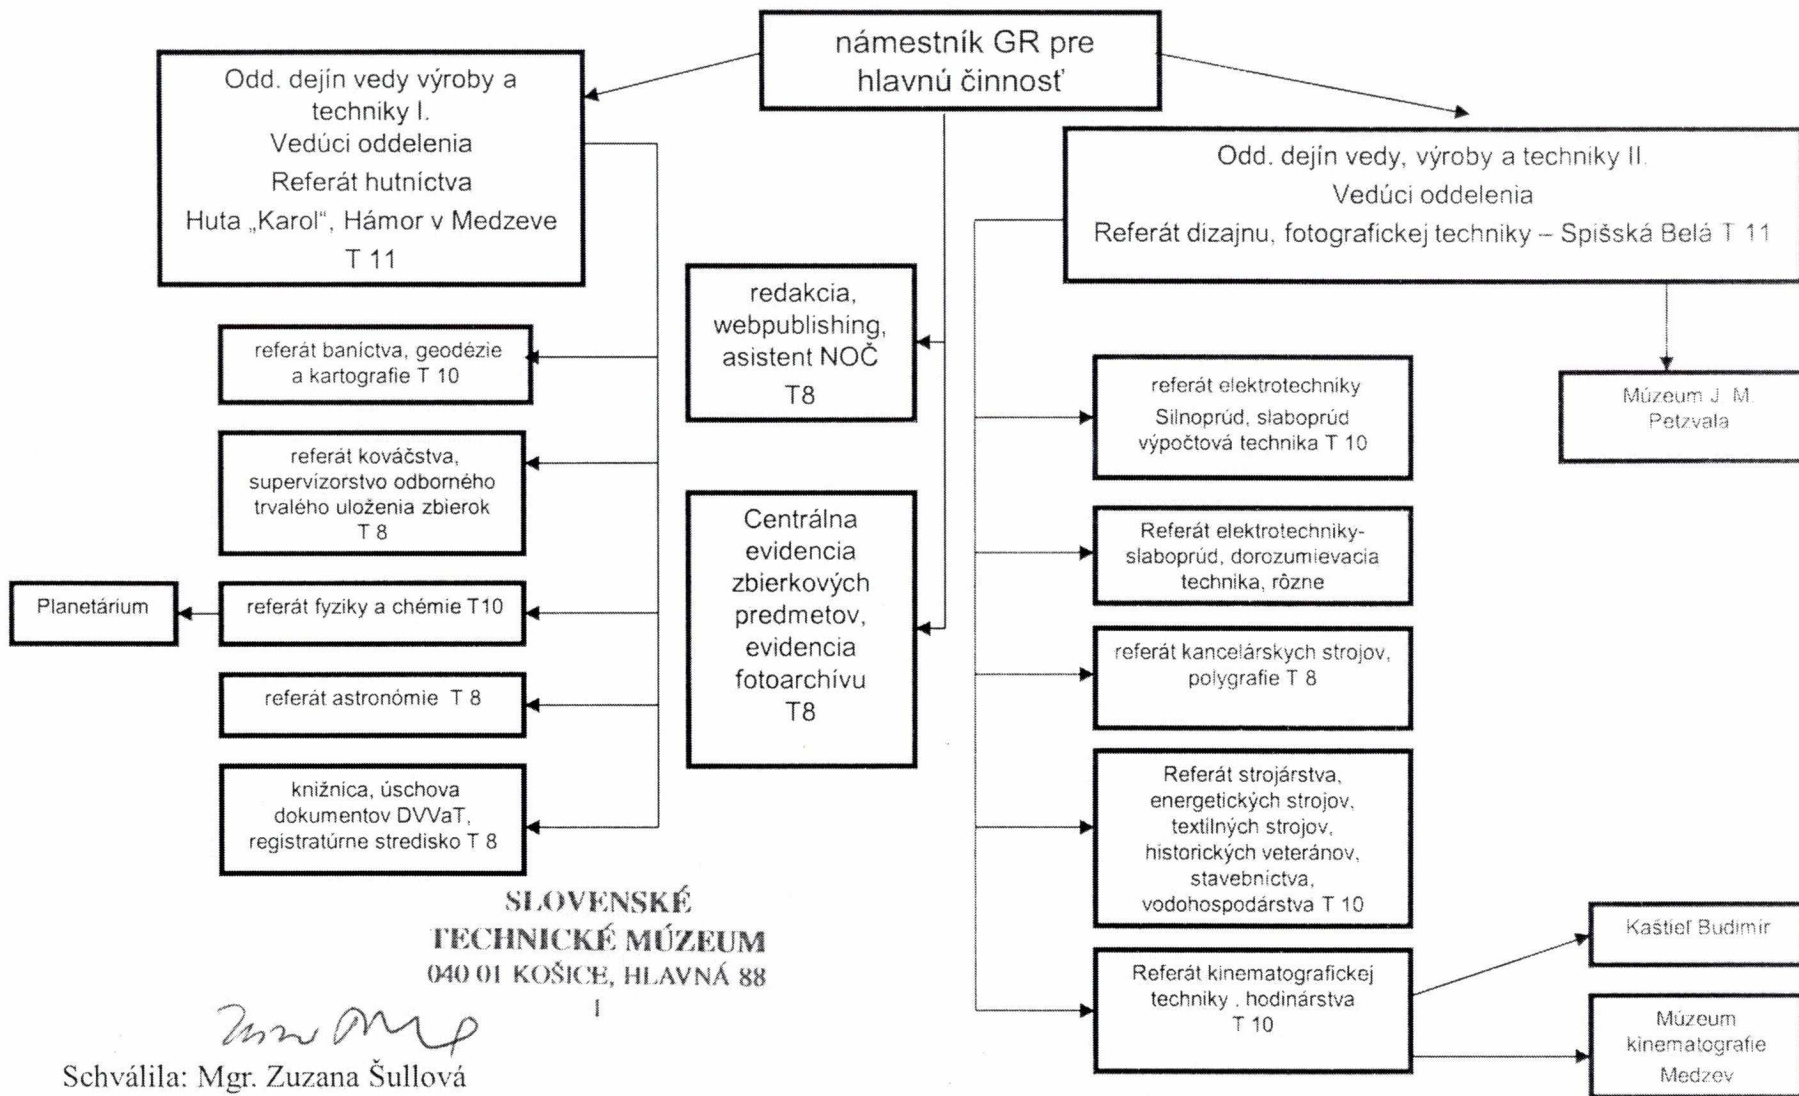 námestník GR pre
hlavnú činnosť
Odd. dejín vedy výroby a
techniky I.
Vedúci oddelenia
Referát hutníctva
Huta „Karol“, Hámor v Medzeve
T 11
Odd. dejín vedy, výroby a techniky II.
Vedúci oddelenia
Referát dizajnu, fotografickej techniky – Spišská Belá T 11
redakcia,
webpublishing,
asistent NOČ
T8
Centrálna
evidencia
zbierkových
predmetov,
evidencia
fotoarchívu
T8
referát baníctva, geodézie
a kartografie T 10
referát kováčstva,
supervízorstvo odborného
trvalého uloženia zbierok
T 8
Planetárium
referát fyziky a chémie T10
referát astronómie T 8
knižnica, úschova
dokumentov DVVaT,
registratúrne stredisko T 8
referát elektrotechniky
Silnoprúd, slaboprúd
výpočtová technika T 10
Múzeum J. M.
Petzvala
Referát elektrotechniky-
slaboprúd, dorozumievacia
technika, rôzne
referát kancelárskych strojov,
polygrafie T 8
Referát strojárstva,
energetických strojov,
textilných strojov,
historických veteránov,
stavebníctva,
vodohospodárstva T 10
Referát kinematografickej
techniky , hodinárstva
T 10
Kaštieľ Budimír
Múzeum
kinematografie
Medzev
SLOVENSKÉ
TECHNICKÉ MÚZEUM
040 01 KOŠICE, HLAVNÁ 88
1
Schválila: Mgr. Zuzana Šullová